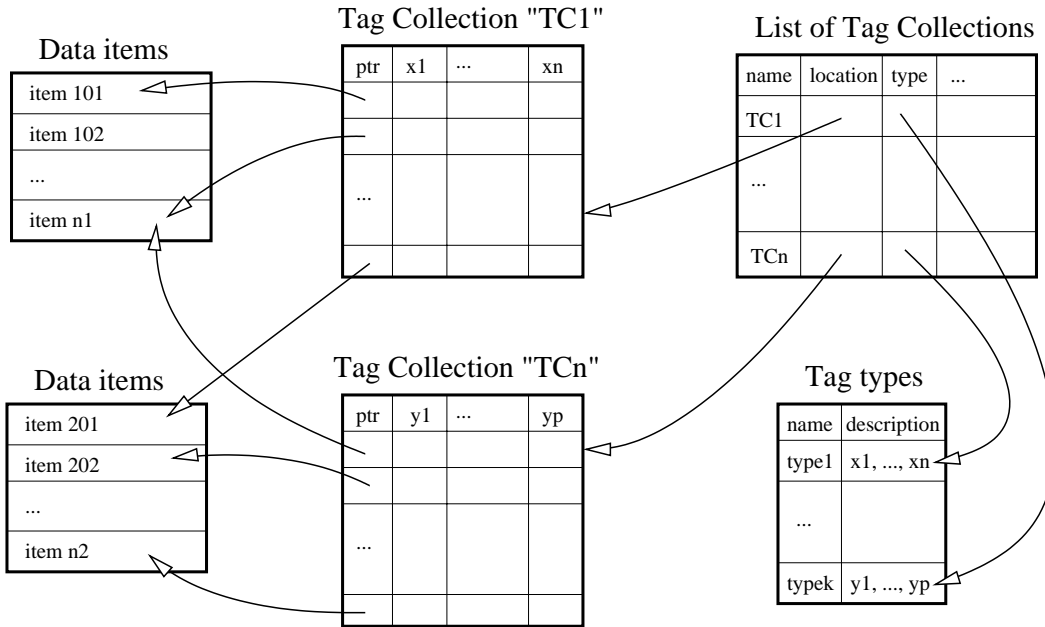 Tag Collection "TC1"
ptr x1 ... xn
...
List of Tag Collections
name location type ...
TC1
...
TCn
Data items
item 101
item 102
...
item n1
Tag Collection "TCn"
ptr y1 ... yp
...
Data items
item 201
item 202
...
item n2
Tag types
name description
type1 x1, ..., xn
...
typek y1, ..., yp